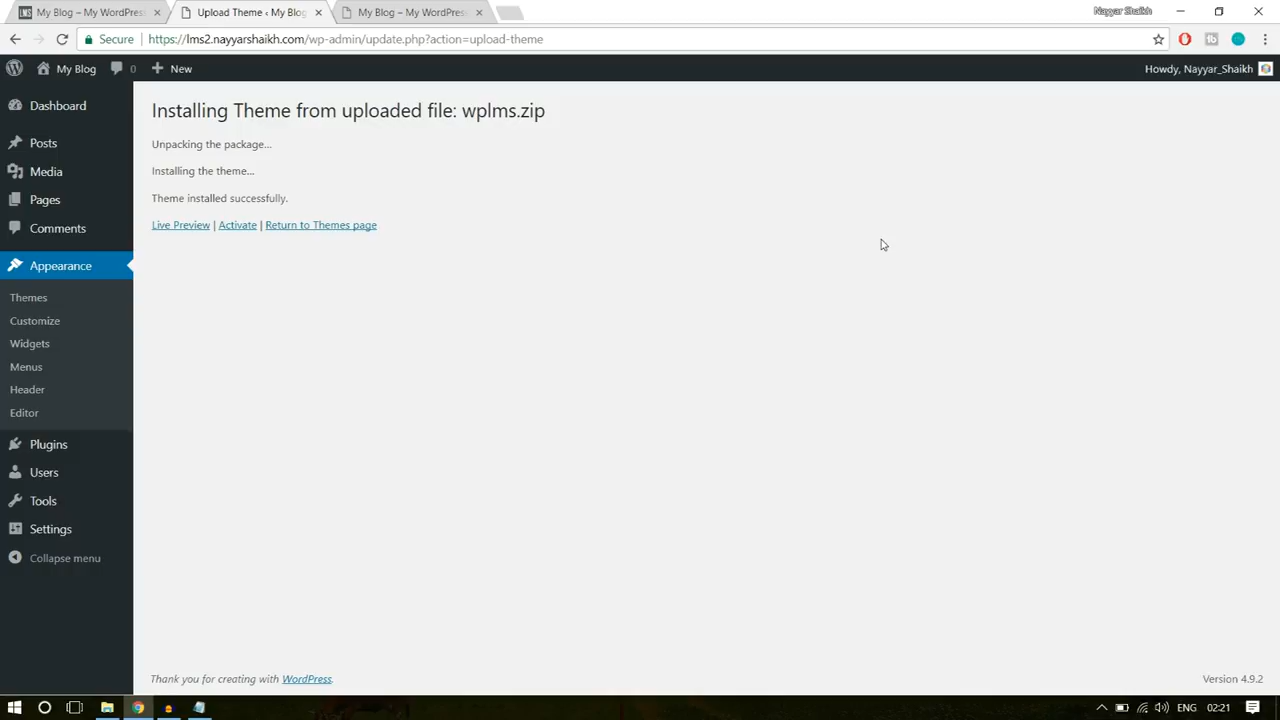 My Blog – My WordPress
Upload Theme ‹ My Blog
My Blog – My WordPress
Nayyar Shaikh
Secure
https://lms2.nayyarshaikh.com/wp-admin/update.php?action=upload-theme
My Blog
0
New
Howdy, Nayyar_Shaikh
Dashboard
Posts
Media
Pages
Comments
Appearance
Themes
Customize
Widgets
Menus
Header
Editor
Plugins
Users
Tools
Settings
Collapse menu
Installing Theme from uploaded file: wplms.zip
Unpacking the package...
Installing the theme...
Theme installed successfully.
Live Preview | Activate | Return to Themes page
Thank you for creating with WordPress.
Version 4.9.2
ENG
02:21